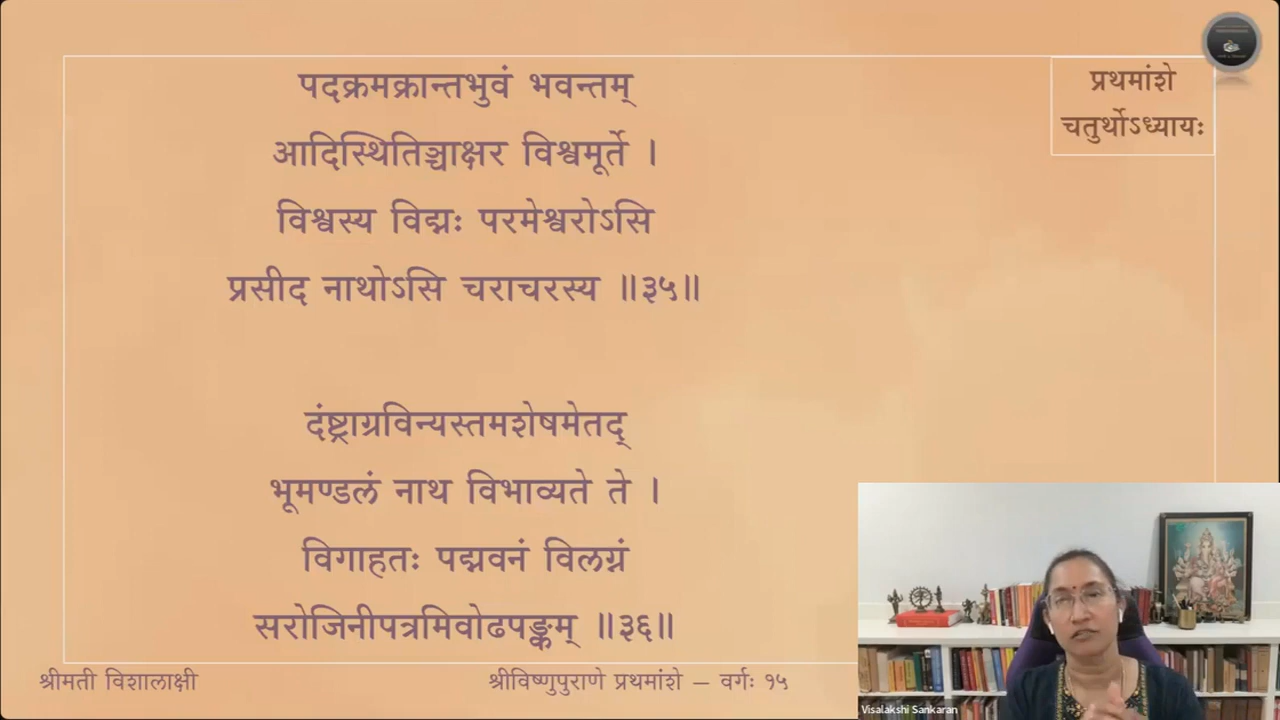 पदक्रमक्रान्तभुवं भवन्तम्
आदिस्थितिञ्चाक्षर विश्वमूर्ते ।
विश्वस्य विद्मः परमेश्वरोऽसि
प्रसीद नाथोऽसि चराचरस्य ॥३५॥
दंष्ट्राग्रविन्यस्तमशेषमेतद्
भूमण्डलं नाथ विभाव्यते ते ।
विगाहतः पद्मवनं विलग्नं
सरोजिनीपत्रमिवोढपङ्कम् ॥३६॥
प्रथमांशे
चतुर्थोऽध्यायः
श्रीमती विशालाक्षी
श्रीविष्णुपुराणे प्रथमांशे – वर्गः १५
Visalakshi Sankaran